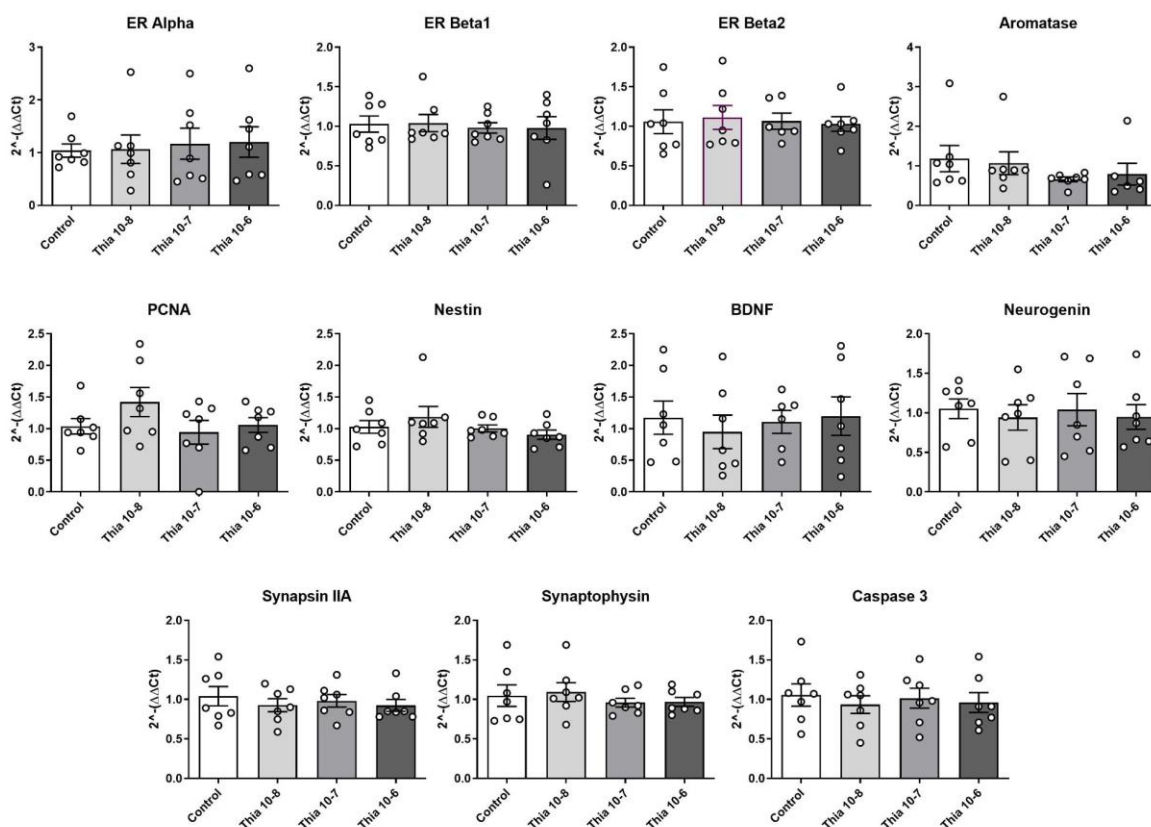 ER Alpha
2^-(ΔΔCt)
3
2
1
0
Control
Thia 10-8
Thia 10-7
Thia 10-6
ER Beta1
2^-(ΔΔCt)
2.0
1.5
1.0
0.5
0.0
Control
Thia 10-8
Thia 10-7
Thia 10-6
ER Beta2
2^-(ΔΔCt)
2.0
1.5
1.0
0.5
0.0
Control
Thia 10-8
Thia 10-7
Thia 10-6
Aromatase
2^-(ΔΔCt)
4
3
2
1
0
Control
Thia 10-8
Thia 10-7
Thia 10-6
PCNA
2^-(ΔΔCt)
2.5
2.0
1.5
1.0
0.5
0.0
Control
Thia 10-8
Thia 10-7
Thia 10-6
Nestin
2^-(ΔΔCt)
2.5
2.0
1.5
1.0
0.5
0.0
Control
Thia 10-8
Thia 10-7
Thia 10-6
BDNF
2^-(ΔΔCt)
2.5
2.0
1.5
1.0
0.5
0.0
Control
Thia 10-8
Thia 10-7
Thia 10-6
Neurogenin
2^-(ΔΔCt)
2.0
1.5
1.0
0.5
0.0
Control
Thia 10-8
Thia 10-7
Thia 10-6
Synapsin IIA
2^-(ΔΔCt)
2.0
1.5
1.0
0.5
0.0
Control
Thia 10-8
Thia 10-7
Thia 10-6
Synaptophysin
2^-(ΔΔCt)
2.0
1.5
1.0
0.5
0.0
Control
Thia 10-8
Thia 10-7
Thia 10-6
Caspase 3
2^-(ΔΔCt)
2.0
1.5
1.0
0.5
0.0
Control
Thia 10-8
Thia 10-7
Thia 10-6